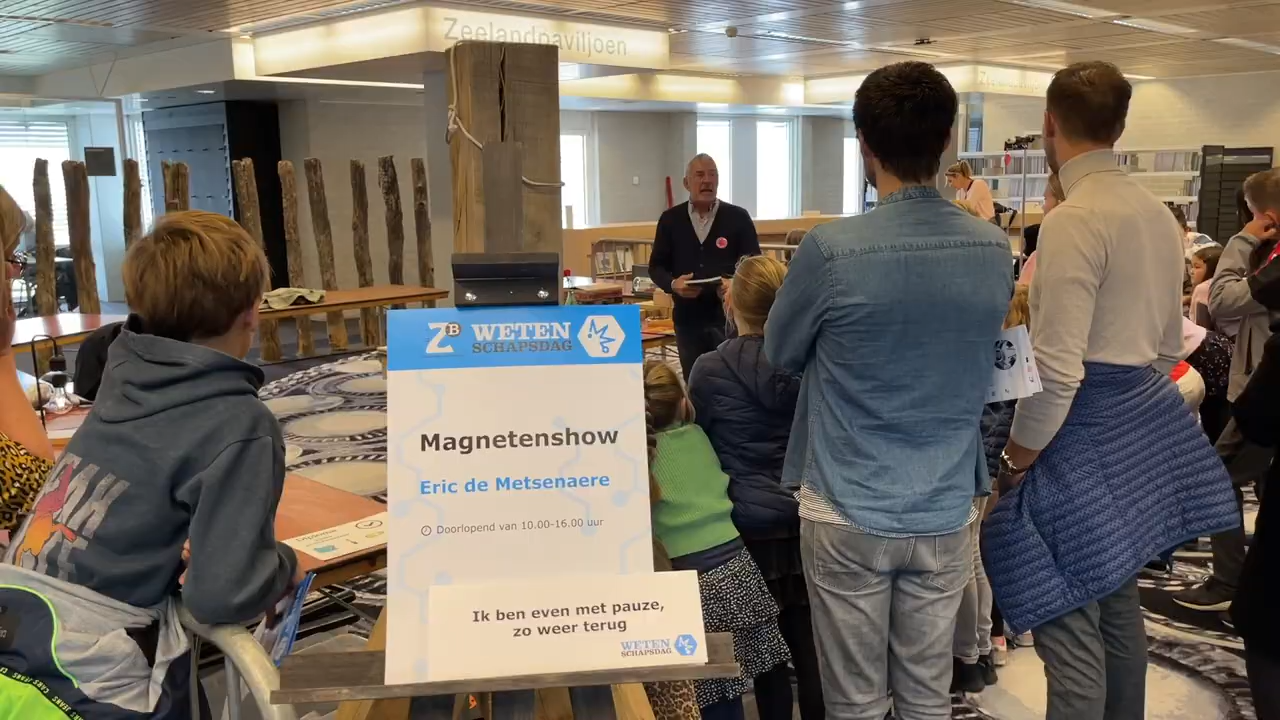 Zeelandpaviljoen
ZB WETEN
SCHAPSDAG
Magnetenshow
Eric de Metsenaere
Doorlopend van 10.00-16.00 uur
Ik ben even met pauze,
zo weer terug
WETEN
SCHAPSDAG